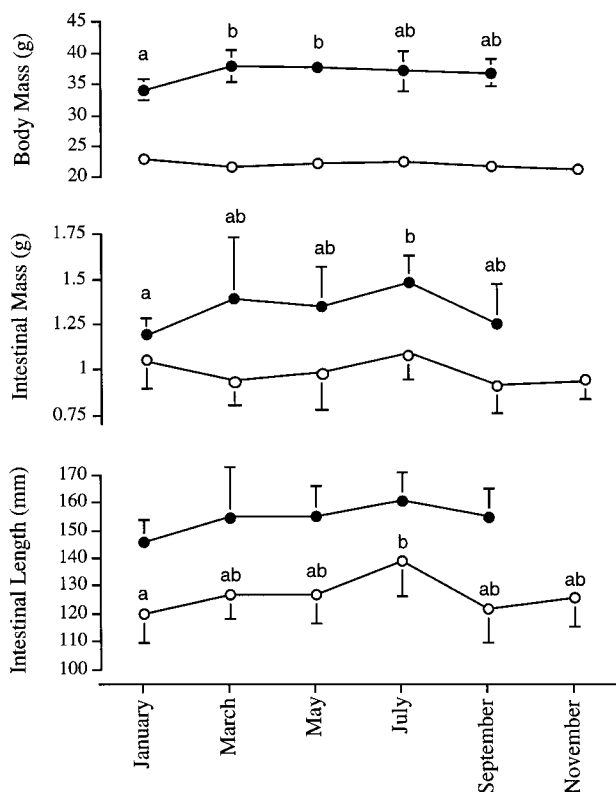 Body Mass (g)
45
40
35
30
25
20
a
b
b
ab
ab
Intestinal Mass (g)
1.75
1.5
1.25
1
0.75
a
ab
ab
b
ab
Intestinal Length (mm)
170
160
150
140
130
120
110
100
a
ab
ab
b
ab
ab
January
March
May
July
September
November